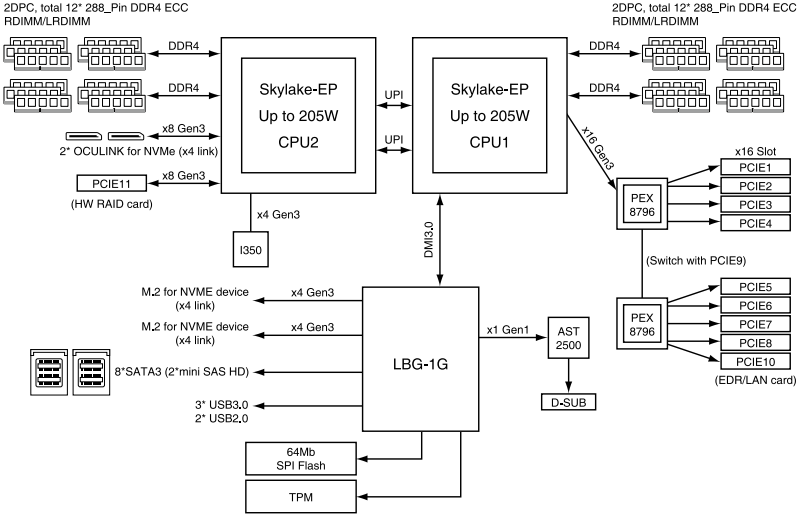 2DPC, total 12* 288_Pin DDR4 ECC
RDIMM/LRDIMM
2DPC, total 12* 288_Pin DDR4 ECC
RDIMM/LRDIMM
DDR4
DDR4
x8 Gen3
2* OCULINK for NVMe (x4 link)
PCIE11
x8 Gen3
(HW RAID card)
Skylake-EP
Up to 205W
CPU2
UPI
UPI
Skylake-EP
Up to 205W
CPU1
DDR4
DDR4
x16 Gen3
x16 Slot
PCIE1
PCIE2
PCIE3
PCIE4
PEX
8796
(Switch with PCIE9)
PEX
8796
PCIE5
PCIE6
PCIE7
PCIE8
PCIE10
(EDR/LAN card)
x4 Gen3
I350
DMI3.0
M.2 for NVME device
(x4 link)
x4 Gen3
M.2 for NVME device
(x4 link)
x4 Gen3
8*SATA3 (2*mini SAS HD)
3* USB3.0
2* USB2.0
LBG-1G
x1 Gen1
AST
2500
D-SUB
64Mb
SPI Flash
TPM